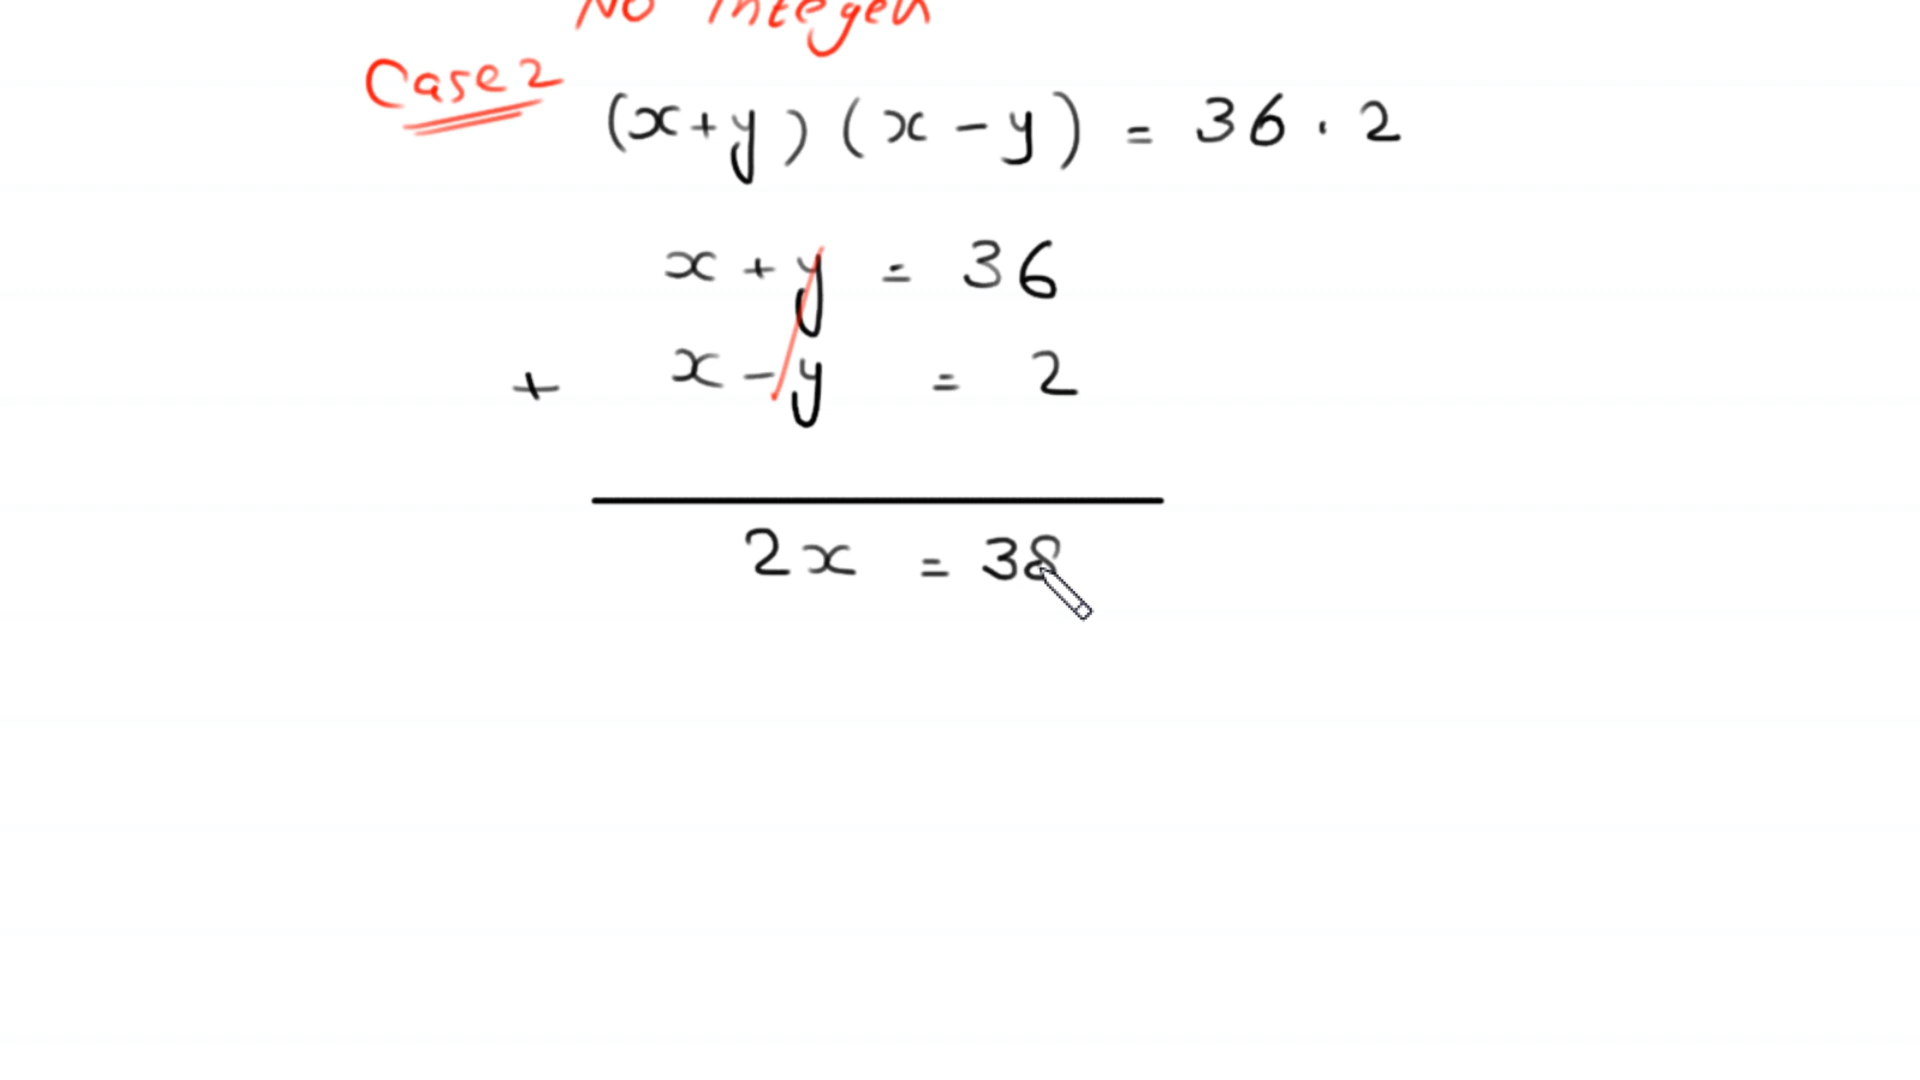 No integer
Case 2 (x+y)(x-y) = 36·2
x+y = 36
+ x-y = 2
2x = 38